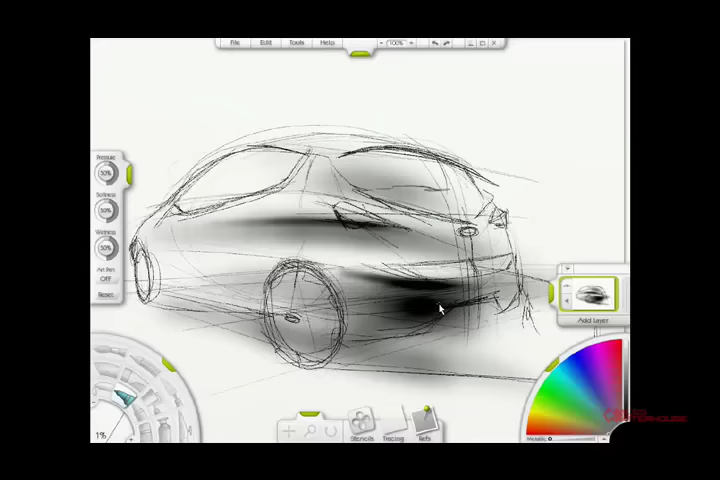 File Edit Tools Help - 100% +
Pressure
50%
Softness
50%
Wetness
50%
Art Pen
OFF
Reset
Add Layer
1%
Stencils Tracing Refs
Metallic